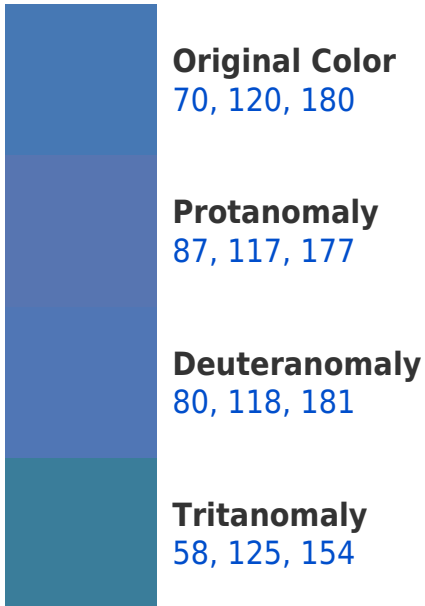 Original Color
70, 120, 180
Protanomaly
87, 117, 177
Deuteranomaly
80, 118, 181
Tritanomaly
58, 125, 154